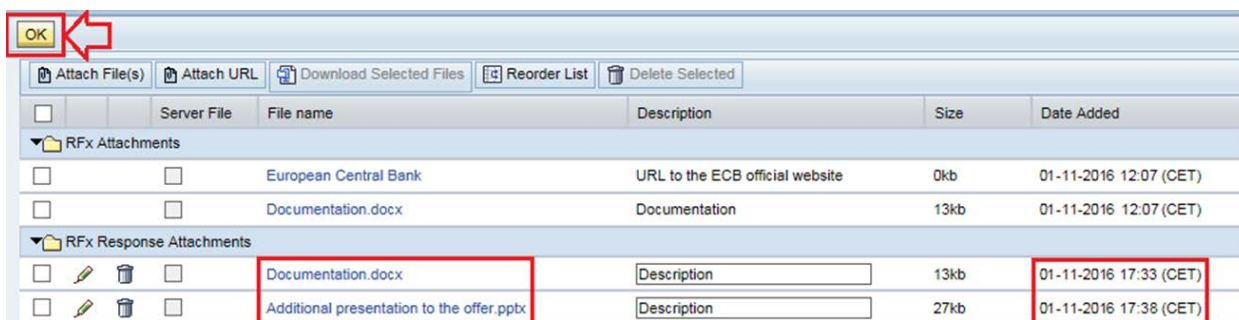 OK
Attach File(s) Attach URL Download Selected Files Reorder List Delete Selected
Server File File name Description Size Date Added
RFx Attachments
European Central Bank URL to the ECB official website 0kb 01-11-2016 12:07 (CET)
Documentation.docx Documentation 13kb 01-11-2016 12:07 (CET)
RFx Response Attachments
Documentation.docx Description 13kb 01-11-2016 17:33 (CET)
Additional presentation to the offer.pptx Description 27kb 01-11-2016 17:38 (CET)